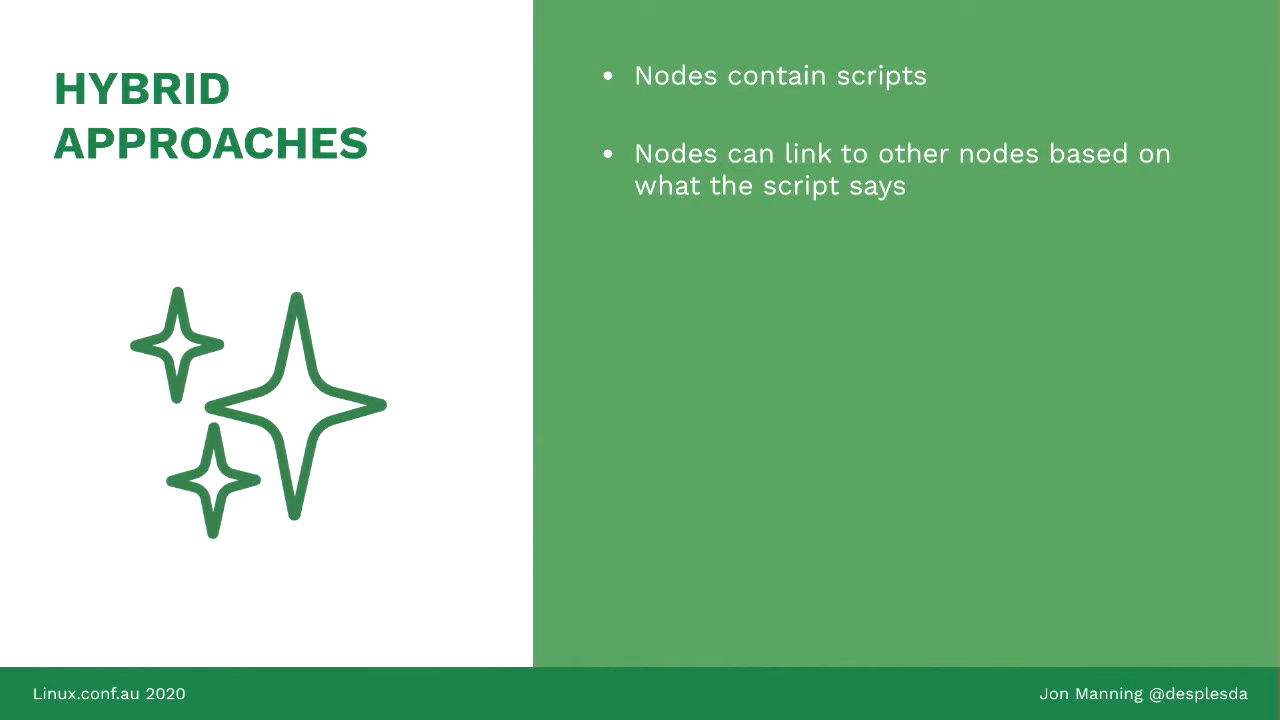 HYBRID
APPROACHES
• Nodes contain scripts
• Nodes can link to other nodes based on
what the script says
Linux.conf.au 2020
Jon Manning @desplesda